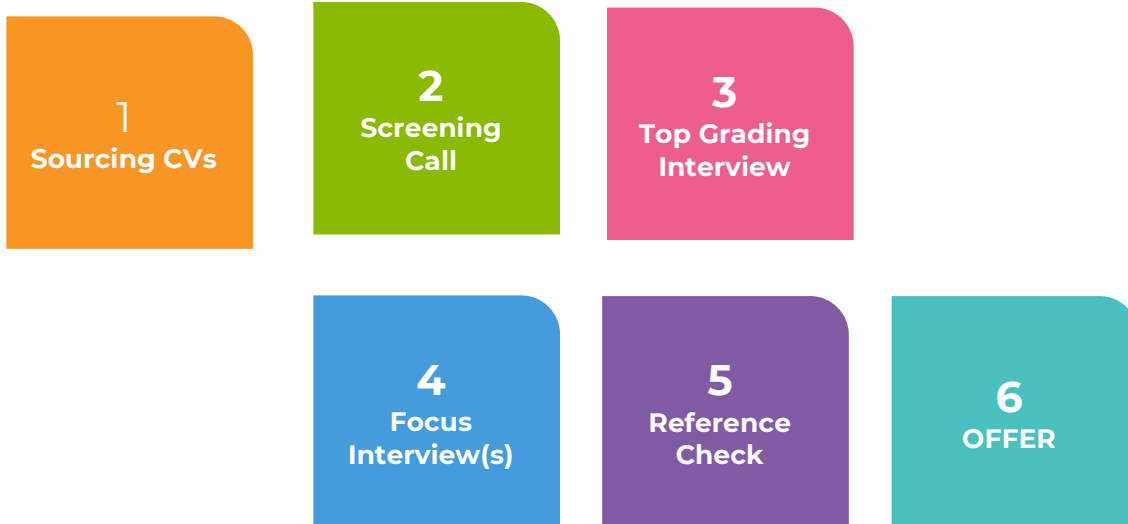 1
Sourcing CVs
2
Screening
Call
3
Top Grading
Interview
4
Focus
Interview(s)
5
Reference
Check
6
OFFER